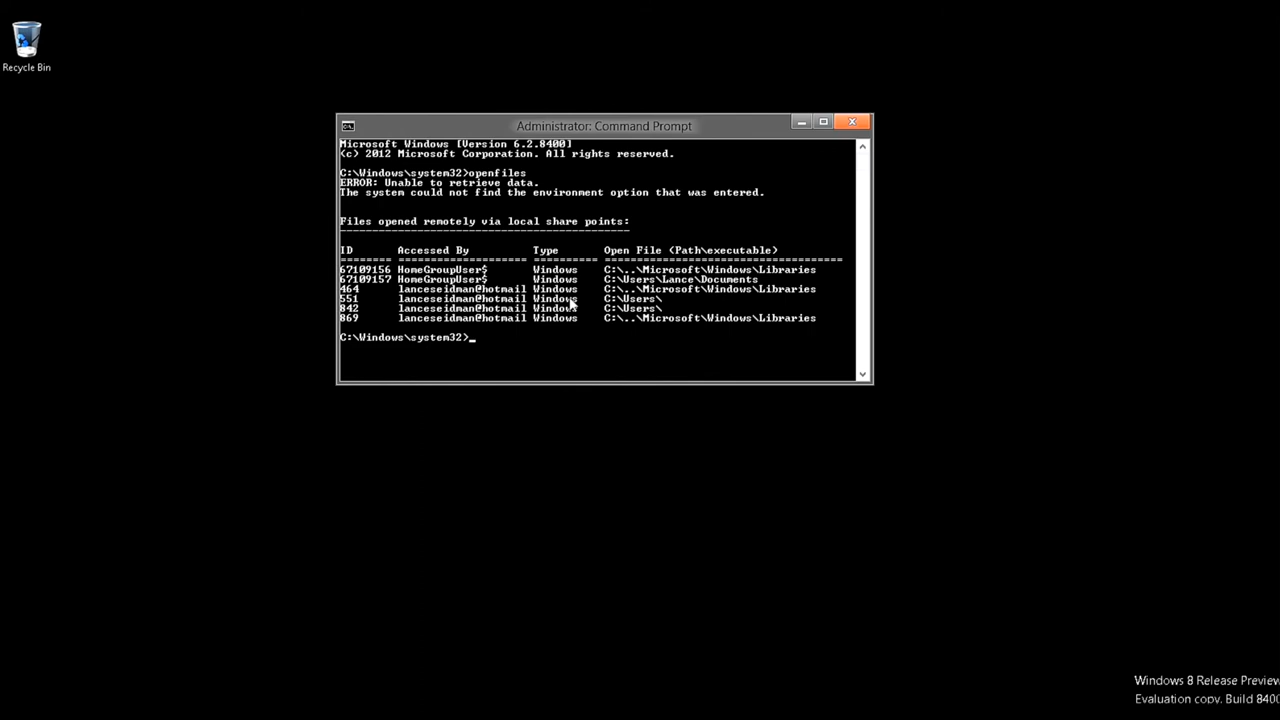 Recycle Bin
Administrator: Command Prompt
Microsoft Windows [Version 6.2.8400]
(c) 2012 Microsoft Corporation. All rights reserved.
C:\Windows\system32>openfiles
ERROR: Unable to retrieve data.
The system could not find the environment option that was entered.
Files opened remotely via local share points:
---------------------------------------------
ID       Accessed By          Type       Open File (Path\executable)
======== ==================== ========== =====================================
67109156 HomeGroupUser$       Windows    C:\..\Microsoft\Windows\Libraries
67109157 HomeGroupUser$       Windows    C:\Users\Lance\Documents
464      lanceseidman@hotmail Windows    C:\..\Microsoft\Windows\Libraries
551      lanceseidman@hotmail Windows    C:\Users\
842      lanceseidman@hotmail Windows    C:\Users\
869      lanceseidman@hotmail Windows    C:\..\Microsoft\Windows\Libraries
C:\Windows\system32>_
Windows 8 Release Preview
Evaluation copy. Build 8400